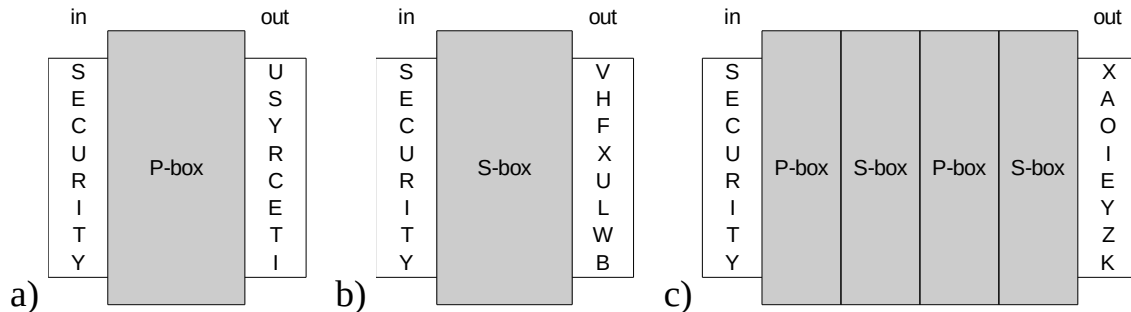 in out
S U
E S
C Y
U R
R C
I E
T T
Y I
P-box
a)
in out
S V
E H
C F
U X
R U
I L
T W
Y B
S-box
b)
in out
S X
E A
C O
U I
R E
I Y
T Z
Y K
P-box S-box P-box S-box
c)